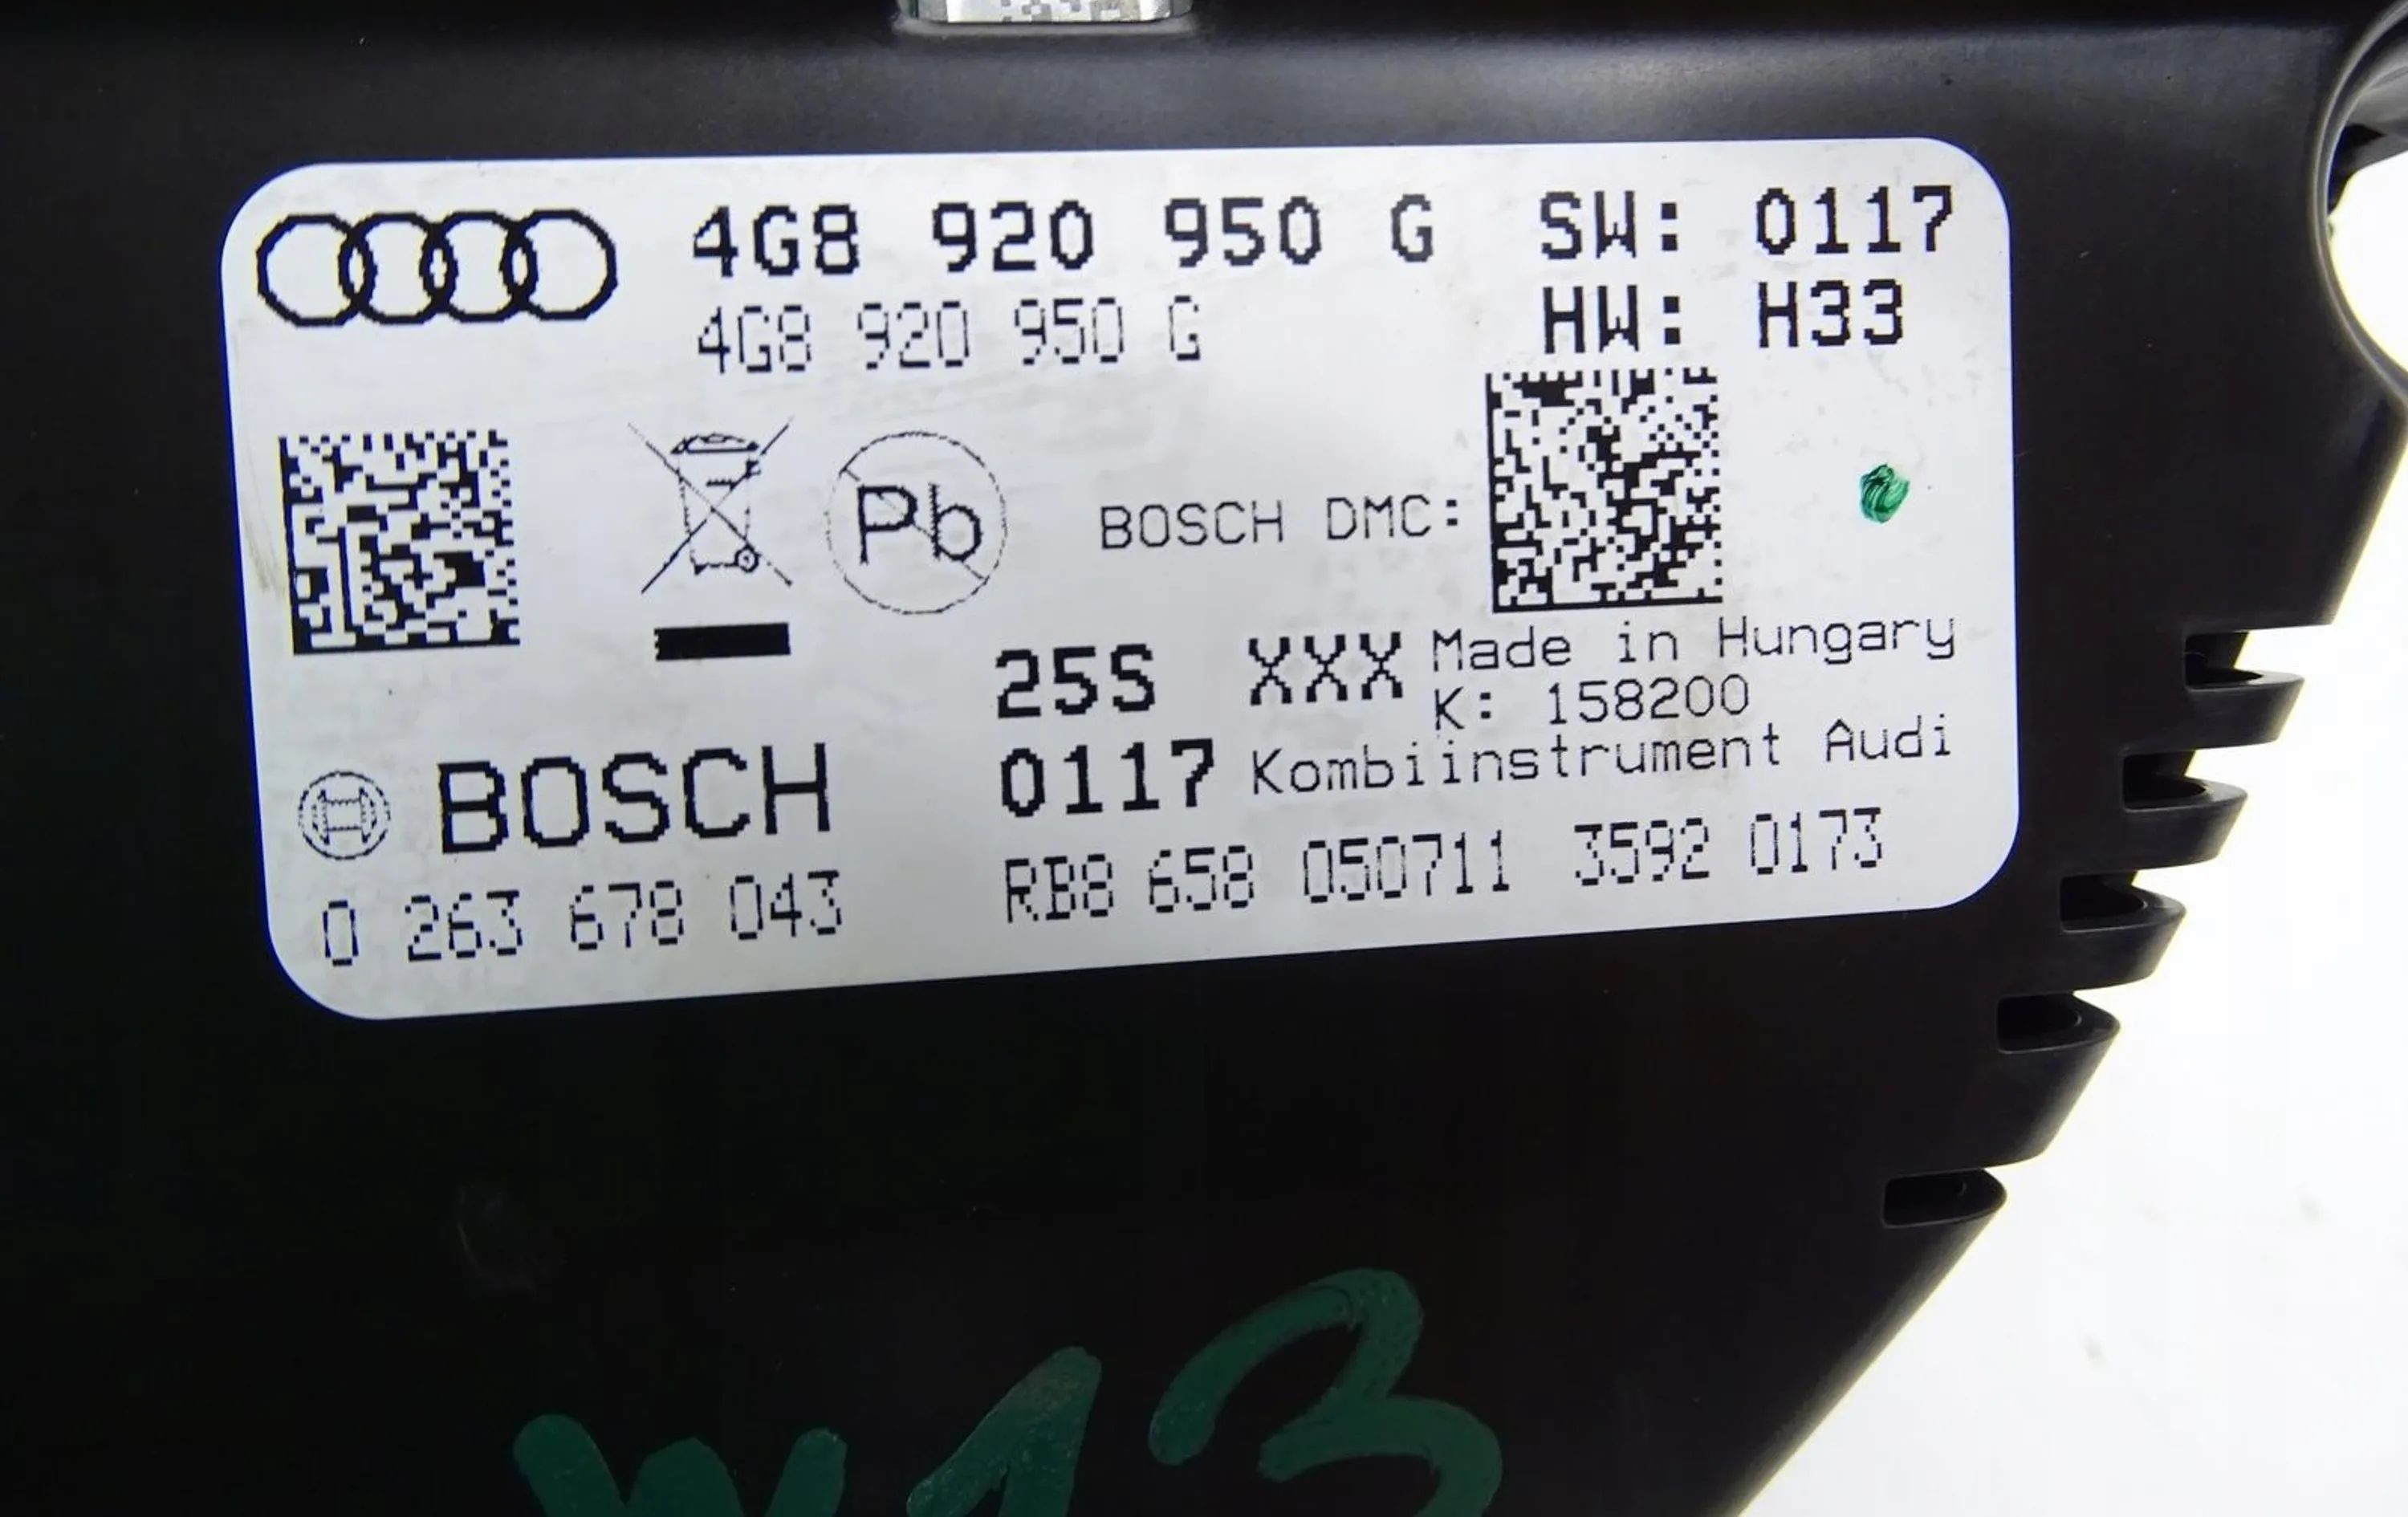 4G8 920 950 G SW: 0117
4G8 920 950 G HW: H33
Pb
BOSCH DMC:
25S XXX Made in Hungary
K: 158200
BOSCH 0117 Kombiinstrument Audi
0 263 678 043 RB8 658 050711 3592 0173
W13